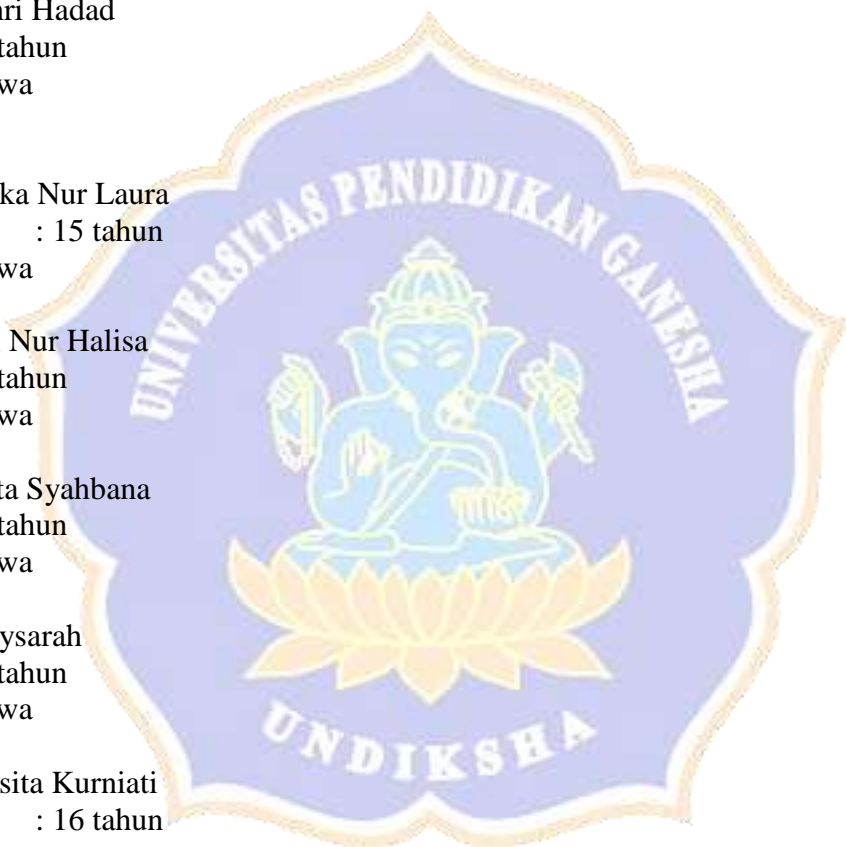 ri Hadad
tahun
wa
ka Nur Laura
: 15 tahun
wa
Nur Halisa
tahun
wa
ta Syahbana
tahun
wa
ysarah
tahun
wa
sita Kurniati
: 16 tahun
UNIVERSITAS PENDIDIKAN GANESHA
UNDIKSHA